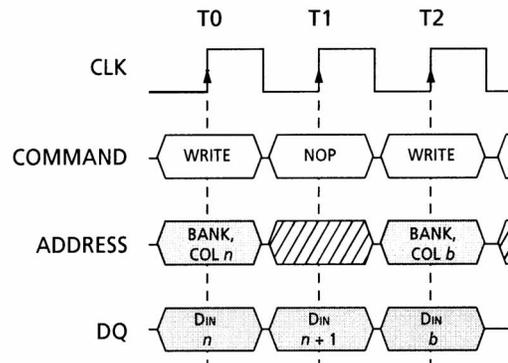 T0 T1 T2
CLK
COMMAND WRITE NOP WRITE
ADDRESS BANK, COL n BANK, COL b
DQ DIN n DIN n + 1 DIN b